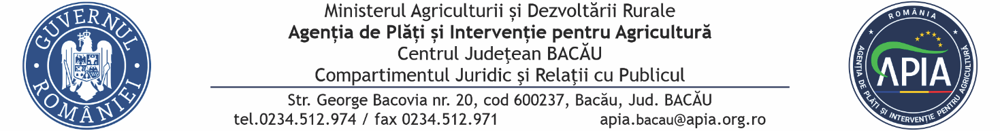 GUVERNUL ROMÂNIEI
Ministerul Agriculturii și Dezvoltării Rurale
Agenția de Plăți și Intervenție pentru Agricultură
Centrul Județean BACĂU
Compartimentul Juridic şi Relaţii cu Publicul
Str. George Bacovia nr. 20, cod 600237, Bacău, Jud. BACĂU
tel.0234.512.974 / fax 0234.512.971 apia.bacau@apia.org.ro
ROMÂNIA
APIA
AGENȚIA DE PLĂȚI ȘI INTERVENȚIE PENTRU AGRICULTURĂ